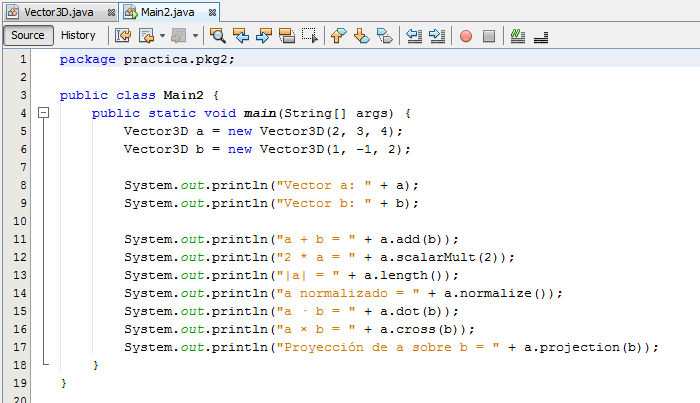 Vector3D.java Main2.java
Source History
1 package practica.pkg2;
2
3 public class Main2 {
4 public static void main(String[] args) {
5 Vector3D a = new Vector3D(2, 3, 4);
6 Vector3D b = new Vector3D(1, -1, 2);
7
8 System.out.println("Vector a: " + a);
9 System.out.println("Vector b: " + b);
10
11 System.out.println("a + b = " + a.add(b));
12 System.out.println("2 * a = " + a.scalarMult(2));
13 System.out.println("|a| = " + a.length());
14 System.out.println("a normalizado = " + a.normalize());
15 System.out.println("a · b = " + a.dot(b));
16 System.out.println("a × b = " + a.cross(b));
17 System.out.println("Proyección de a sobre b = " + a.projection(b));
18 }
19 }
20